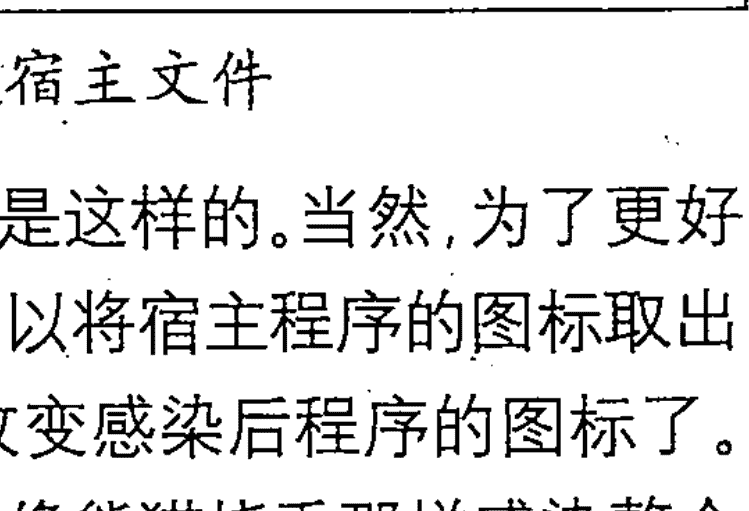 宿主文件
是这样的。当然,为了更好
以将宿主程序的图标取出
改变感染后程序的图标了。